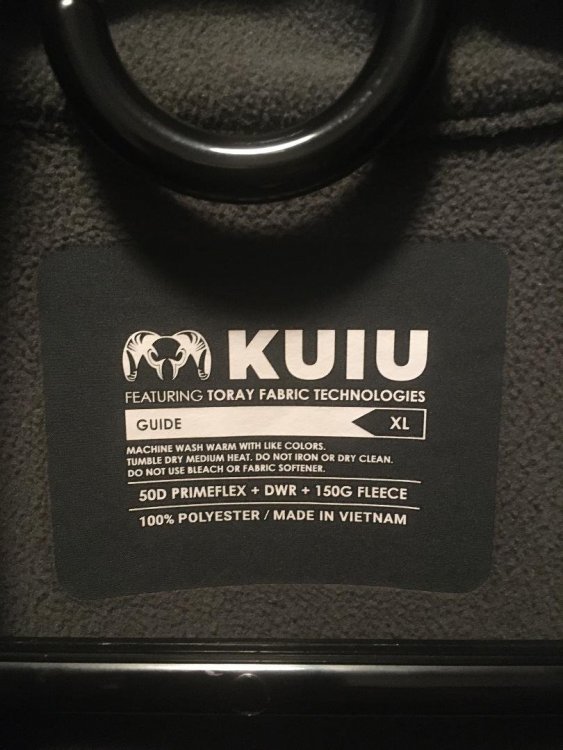 KUIU
FEATURING TORAY FABRIC TECHNOLOGIES
GUIDE XL
MACHINE WASH WARM WITH LIKE COLORS.
TUMBLE DRY MEDIUM HEAT. DO NOT IRON OR DRY CLEAN.
DO NOT USE BLEACH OR FABRIC SOFTENER.
50D PRIMEFLEX + DWR + 150G FLEECE
100% POLYESTER / MADE IN VIETNAM